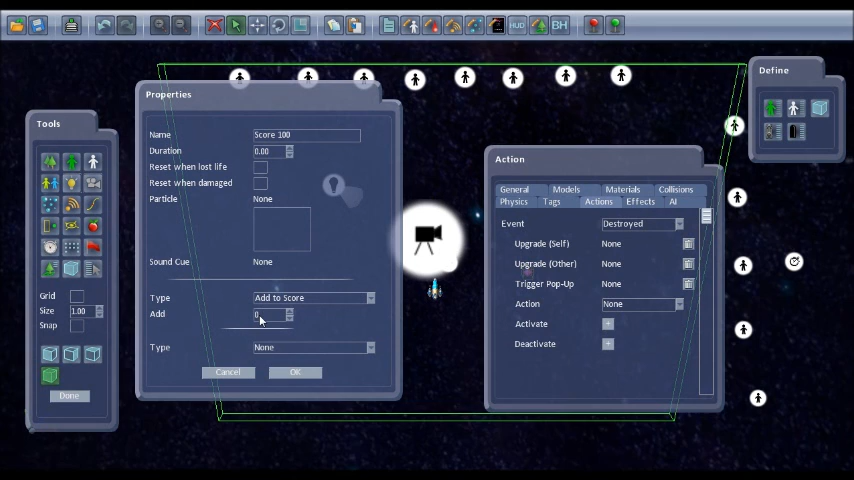 HUD
BH
Define
Properties
Tools
Name
Score 100
Duration
0.00
Reset when lost life
Reset when damaged
Particle
None
Sound Cue
None
Type
Add to Score
Add
0
Type
None
Cancel
OK
Grid
Size
1.00
Snap
Done
Action
General
Models
Materials
Collisions
Physics
Tags
Actions
Effects
AI
Event
Destroyed
Upgrade (Self)
None
Upgrade (Other)
None
Trigger Pop-Up
None
Action
None
Activate
+
Deactivate
+